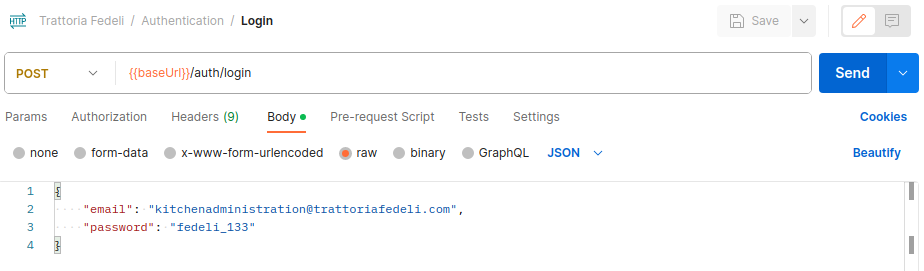 HTTP Trattoria Fedeli / Authentication / Login Save
POST {{baseUrl}}/auth/login Send
Params Authorization Headers (9) Body Pre-request Script Tests Settings Cookies
none form-data x-www-form-urlencoded raw binary GraphQL JSON Beautify
1 {
2 "email": "kitchenadministration@trattoriafedeli.com",
3 "password": "fedeli_133"
4 }